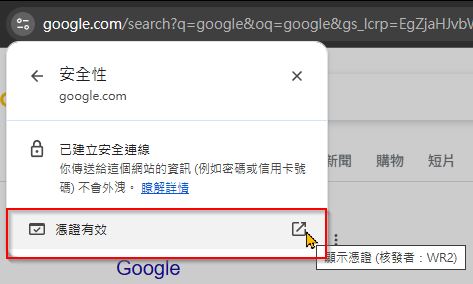 google.com/search?q=google&oq=google&gs_lcrp=EgZjaHJvb
安全性
google.com
已建立安全連線
你傳送給這個網站的資訊 (例如密碼或信用卡號
碼) 不會外洩。 瞭解詳情
新聞 購物 短片
憑證有效
顯示憑證 (核發者：WR2)
Google